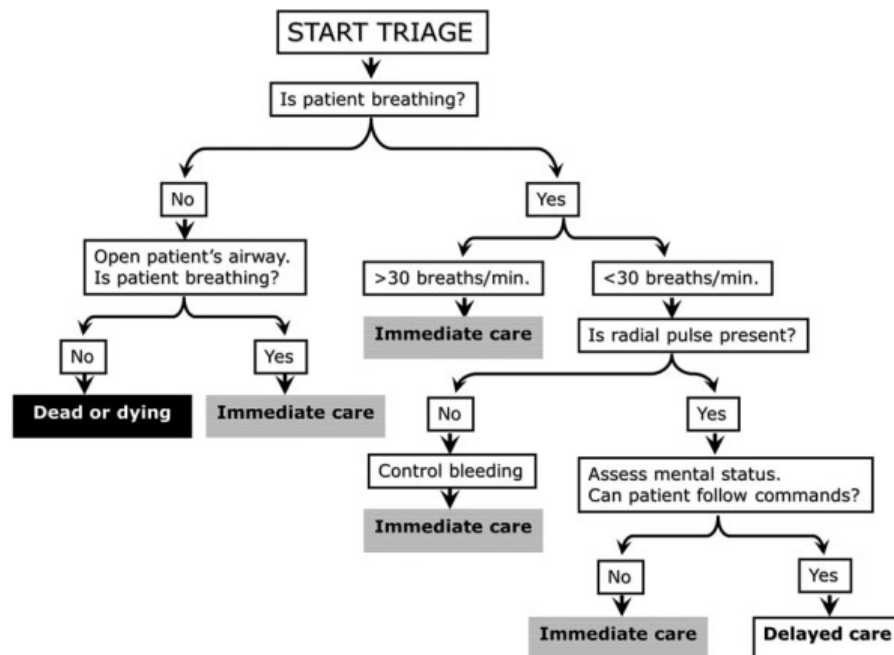 START TRIAGE
Is patient breathing?
No
Yes
Open patient's airway.
Is patient breathing?
>30 breaths/min.
<30 breaths/min.
Immediate care
Is radial pulse present?
No
Yes
Dead or dying
Immediate care
No
Yes
Control bleeding
Assess mental status.
Can patient follow commands?
Immediate care
No
Yes
Immediate care
Delayed care